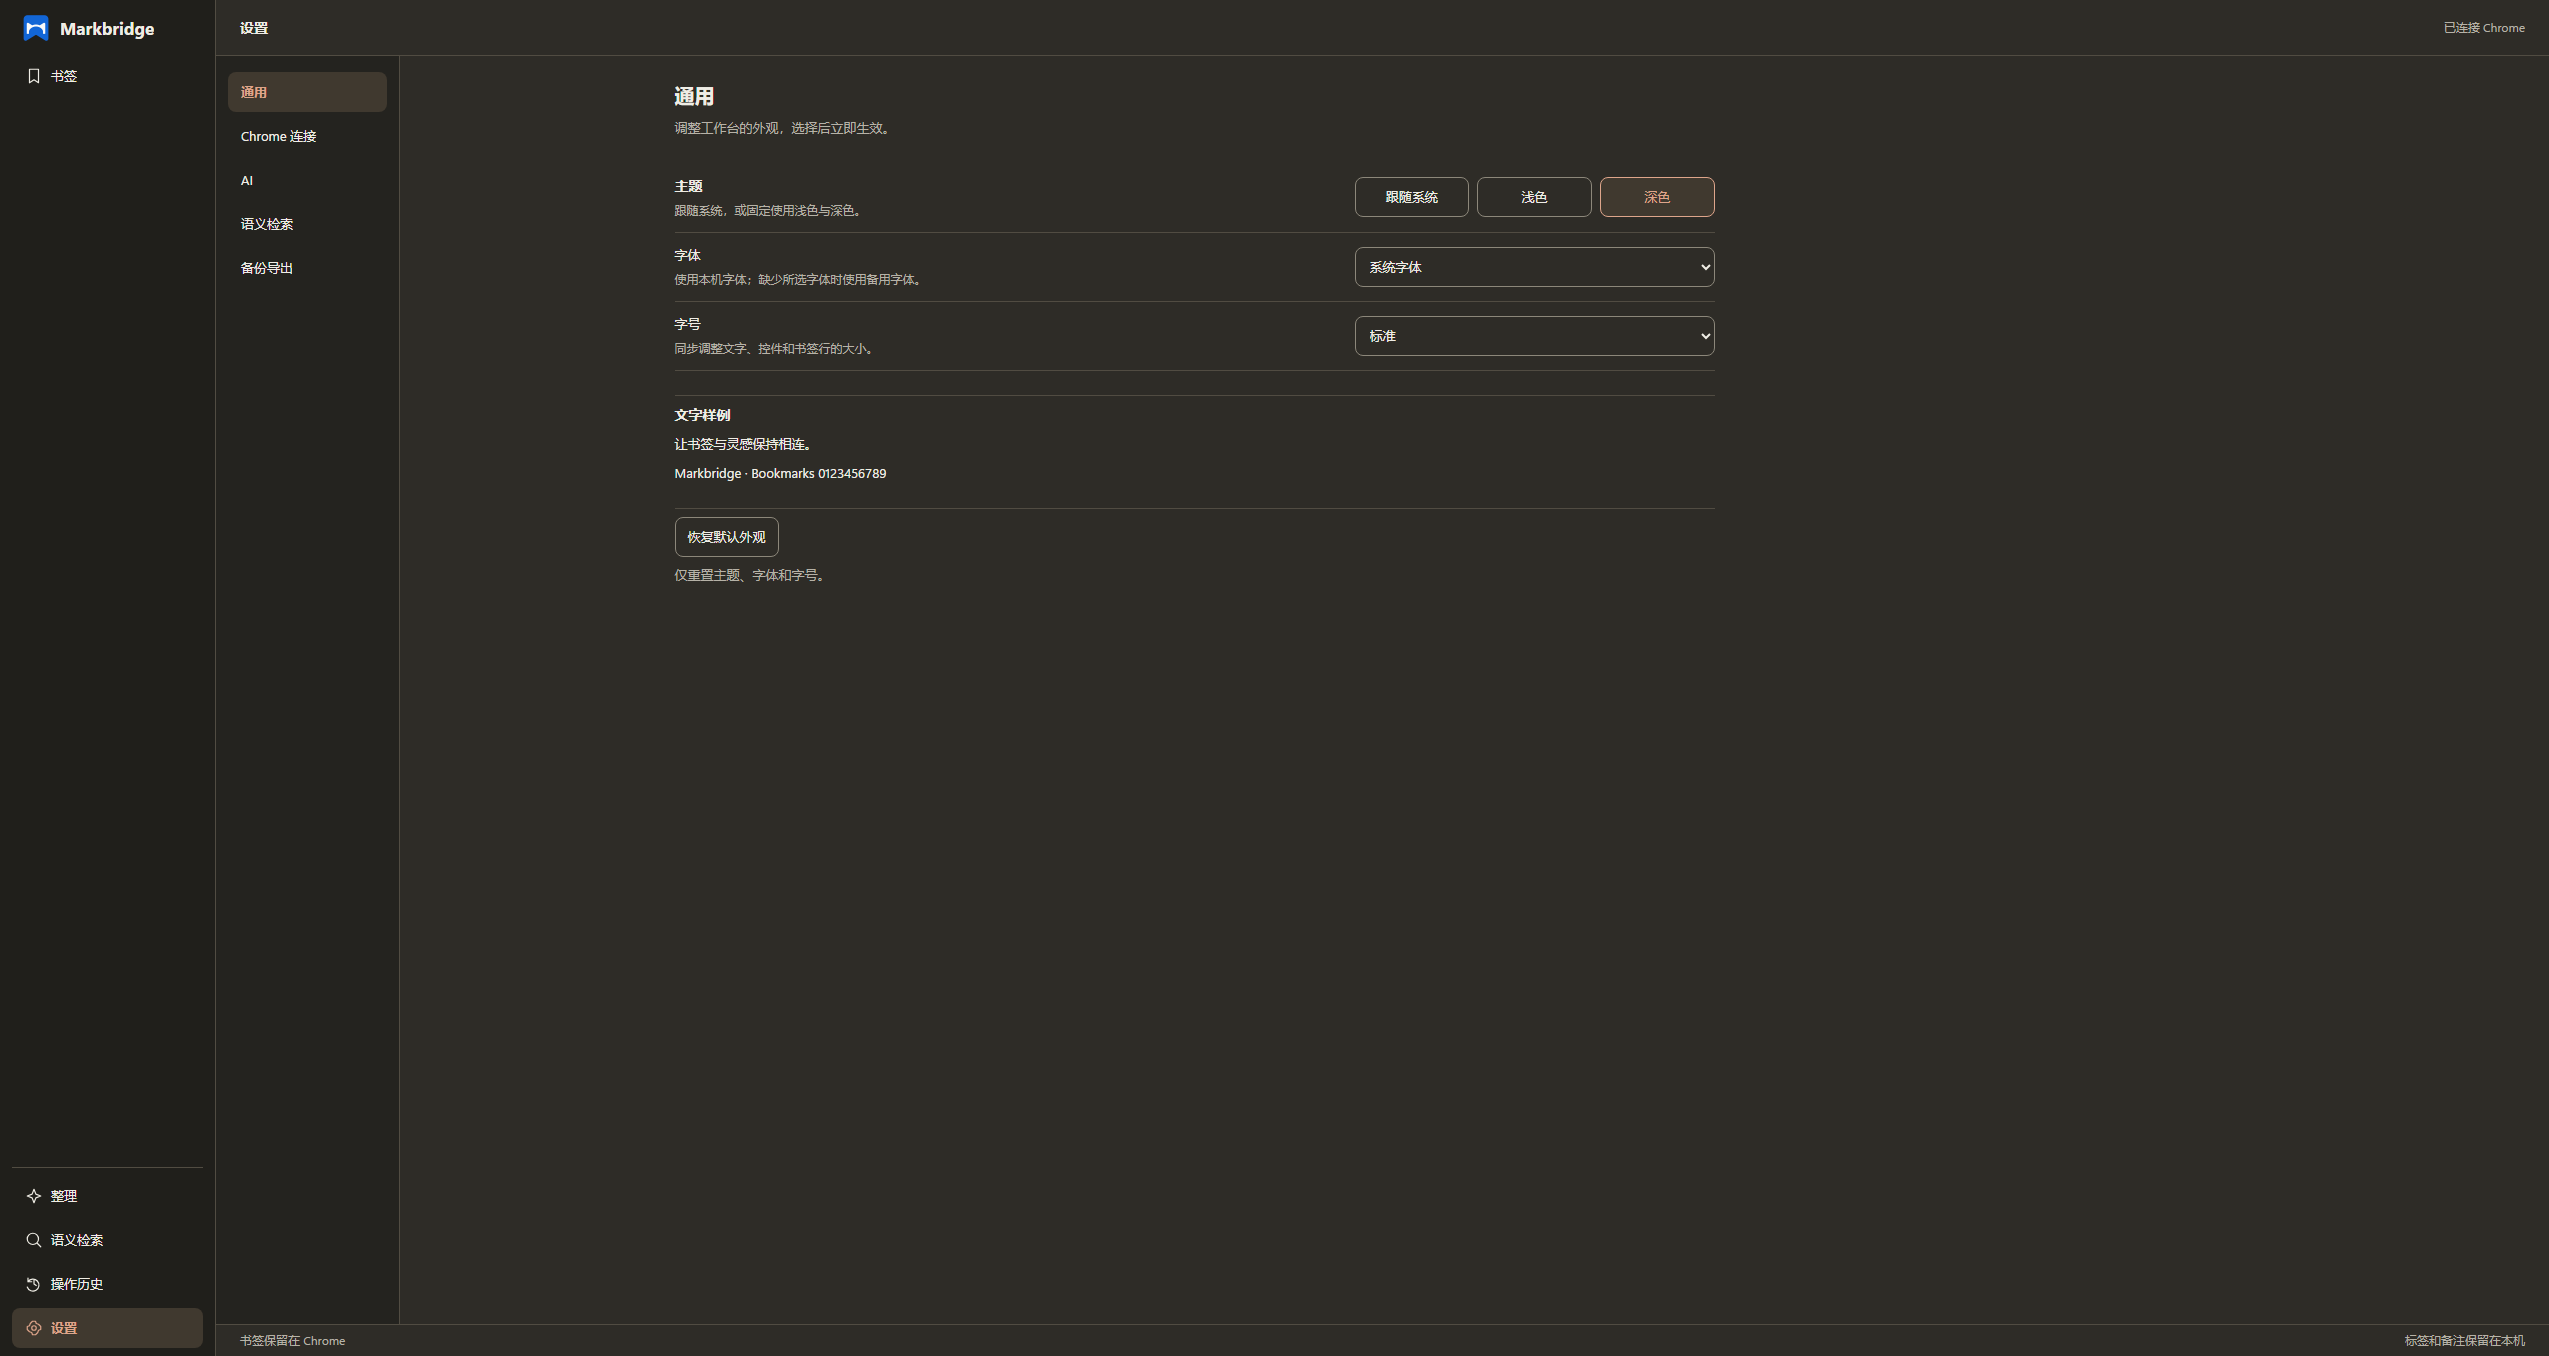 Markbridge
书签
整理
语义检索
操作历史
设置
设置
已连接 Chrome
通用
Chrome 连接
AI
语义检索
备份导出
通用
调整工作台的外观，选择后立即生效。
主题
跟随系统，或固定使用浅色与深色。
跟随系统
浅色
深色
字体
使用本机字体；缺少所选字体时使用备用字体。
系统字体
字号
同步调整文字、控件和书签行的大小。
标准
文字样例
让书签与灵感保持相连。
Markbridge · Bookmarks 0123456789
恢复默认外观
仅重置主题、字体和字号。
书签保留在 Chrome
标签和备注保留在本机